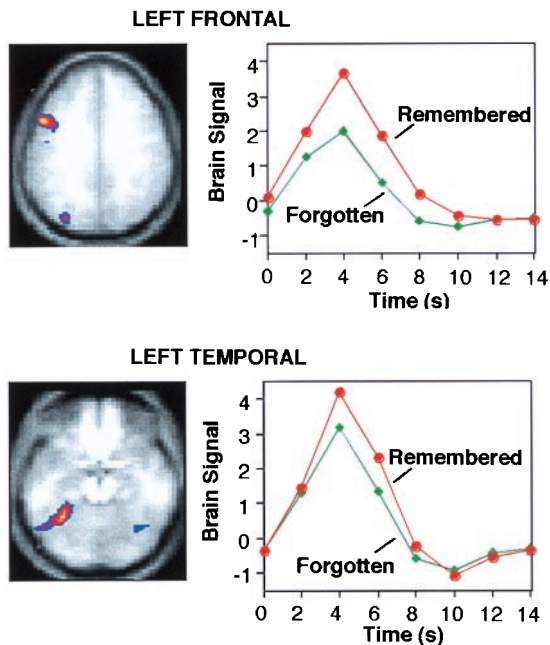 LEFT FRONTAL
Brain Signal
4
3
2
1
0
-1
Remembered
Forgotten
0 2 4 6 8 10 12 14
Time (s)
LEFT TEMPORAL
Brain Signal
4
3
2
1
0
-1
Remembered
Forgotten
0 2 4 6 8 10 12 14
Time (s)